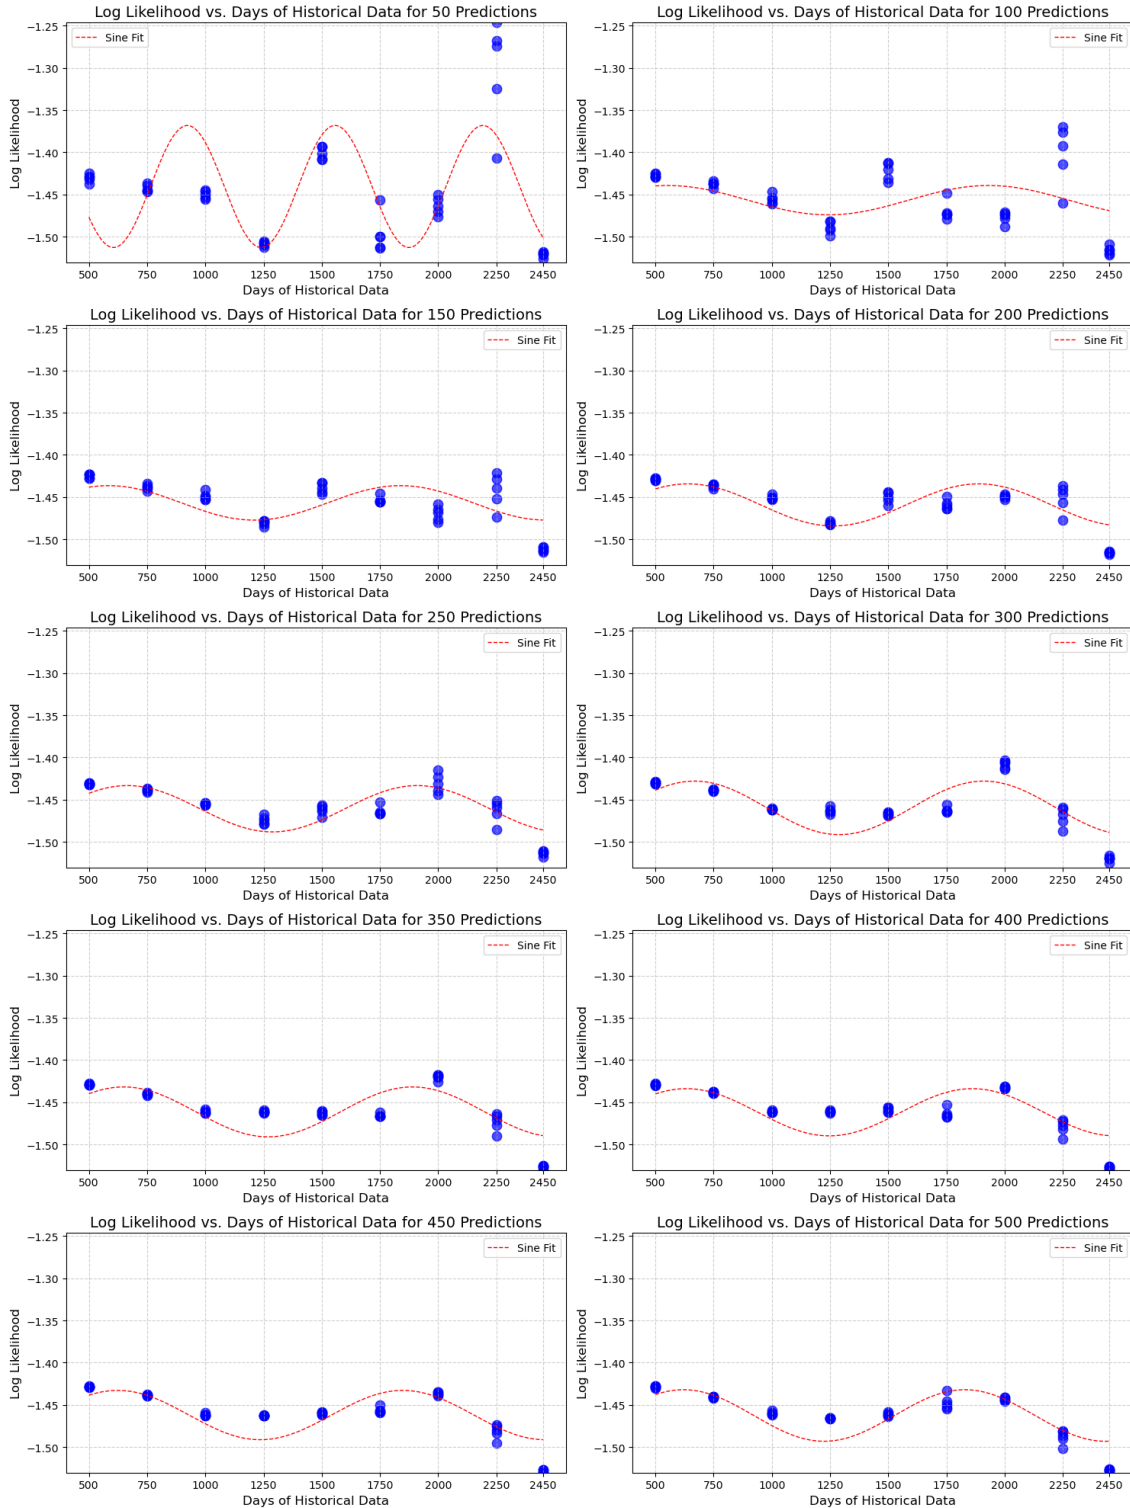 Log Likelihood vs. Days of Historical Data for 50 Predictions
Log Likelihood
−1.25
−1.30
−1.35
−1.40
−1.45
−1.50
Sine Fit
500 750 1000 1250 1500 1750 2000 2250 2450
Days of Historical Data
Log Likelihood vs. Days of Historical Data for 100 Predictions
Log Likelihood
−1.25
−1.30
−1.35
−1.40
−1.45
−1.50
Sine Fit
500 750 1000 1250 1500 1750 2000 2250 2450
Days of Historical Data
Log Likelihood vs. Days of Historical Data for 150 Predictions
Log Likelihood
−1.25
−1.30
−1.35
−1.40
−1.45
−1.50
Sine Fit
500 750 1000 1250 1500 1750 2000 2250 2450
Days of Historical Data
Log Likelihood vs. Days of Historical Data for 200 Predictions
Log Likelihood
−1.25
−1.30
−1.35
−1.40
−1.45
−1.50
Sine Fit
500 750 1000 1250 1500 1750 2000 2250 2450
Days of Historical Data
Log Likelihood vs. Days of Historical Data for 250 Predictions
Log Likelihood
−1.25
−1.30
−1.35
−1.40
−1.45
−1.50
Sine Fit
500 750 1000 1250 1500 1750 2000 2250 2450
Days of Historical Data
Log Likelihood vs. Days of Historical Data for 300 Predictions
Log Likelihood
−1.25
−1.30
−1.35
−1.40
−1.45
−1.50
Sine Fit
500 750 1000 1250 1500 1750 2000 2250 2450
Days of Historical Data
Log Likelihood vs. Days of Historical Data for 350 Predictions
Log Likelihood
−1.25
−1.30
−1.35
−1.40
−1.45
−1.50
Sine Fit
500 750 1000 1250 1500 1750 2000 2250 2450
Days of Historical Data
Log Likelihood vs. Days of Historical Data for 400 Predictions
Log Likelihood
−1.25
−1.30
−1.35
−1.40
−1.45
−1.50
Sine Fit
500 750 1000 1250 1500 1750 2000 2250 2450
Days of Historical Data
Log Likelihood vs. Days of Historical Data for 450 Predictions
Log Likelihood
−1.25
−1.30
−1.35
−1.40
−1.45
−1.50
Sine Fit
500 750 1000 1250 1500 1750 2000 2250 2450
Days of Historical Data
Log Likelihood vs. Days of Historical Data for 500 Predictions
Log Likelihood
−1.25
−1.30
−1.35
−1.40
−1.45
−1.50
Sine Fit
500 750 1000 1250 1500 1750 2000 2250 2450
Days of Historical Data